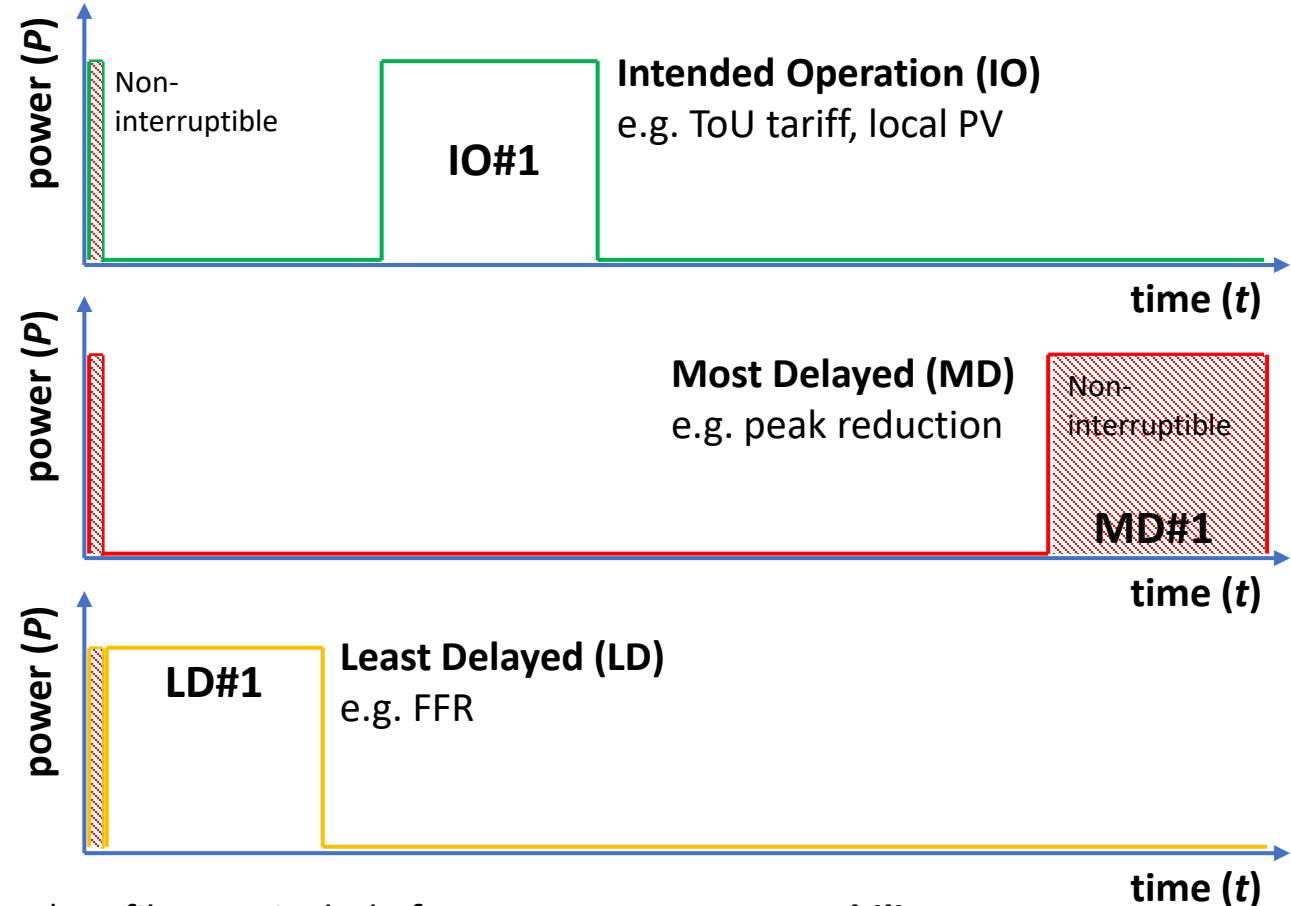 power (P)
Non-
interruptible
IO#1
Intended Operation (IO)
e.g. ToU tariff, local PV
time (t)
power (P)
Most Delayed (MD)
e.g. peak reduction
Non-
interruptible
MD#1
time (t)
power (P)
LD#1
Least Delayed (LD)
e.g. FFR
time (t)